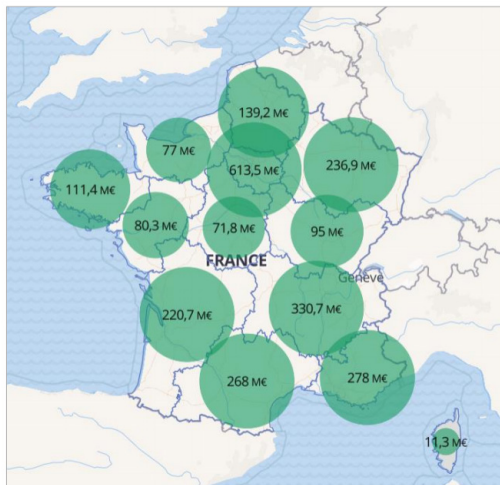 139,2 M€
77 M€
613,5 M€
236,9 M€
111,4 M€
80,3 M€
71,8 M€
95 M€
FRANCE
Genève
220,7 M€
330,7 M€
268 M€
278 M€
11,3 M€